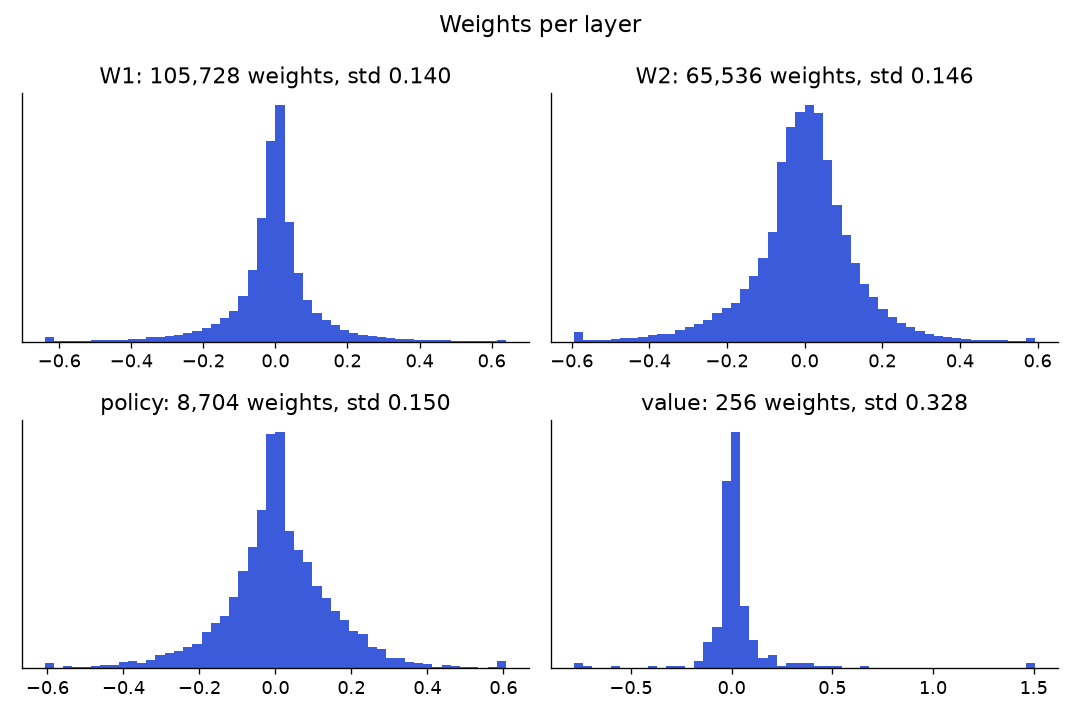 Weights per layer
W1: 105,728 weights, std 0.140
W2: 65,536 weights, std 0.146
−0.6 −0.4 −0.2 0.0 0.2 0.4 0.6
−0.6 −0.4 −0.2 0.0 0.2 0.4 0.6
policy: 8,704 weights, std 0.150
value: 256 weights, std 0.328
−0.6 −0.4 −0.2 0.0 0.2 0.4 0.6
−0.5 0.0 0.5 1.0 1.5